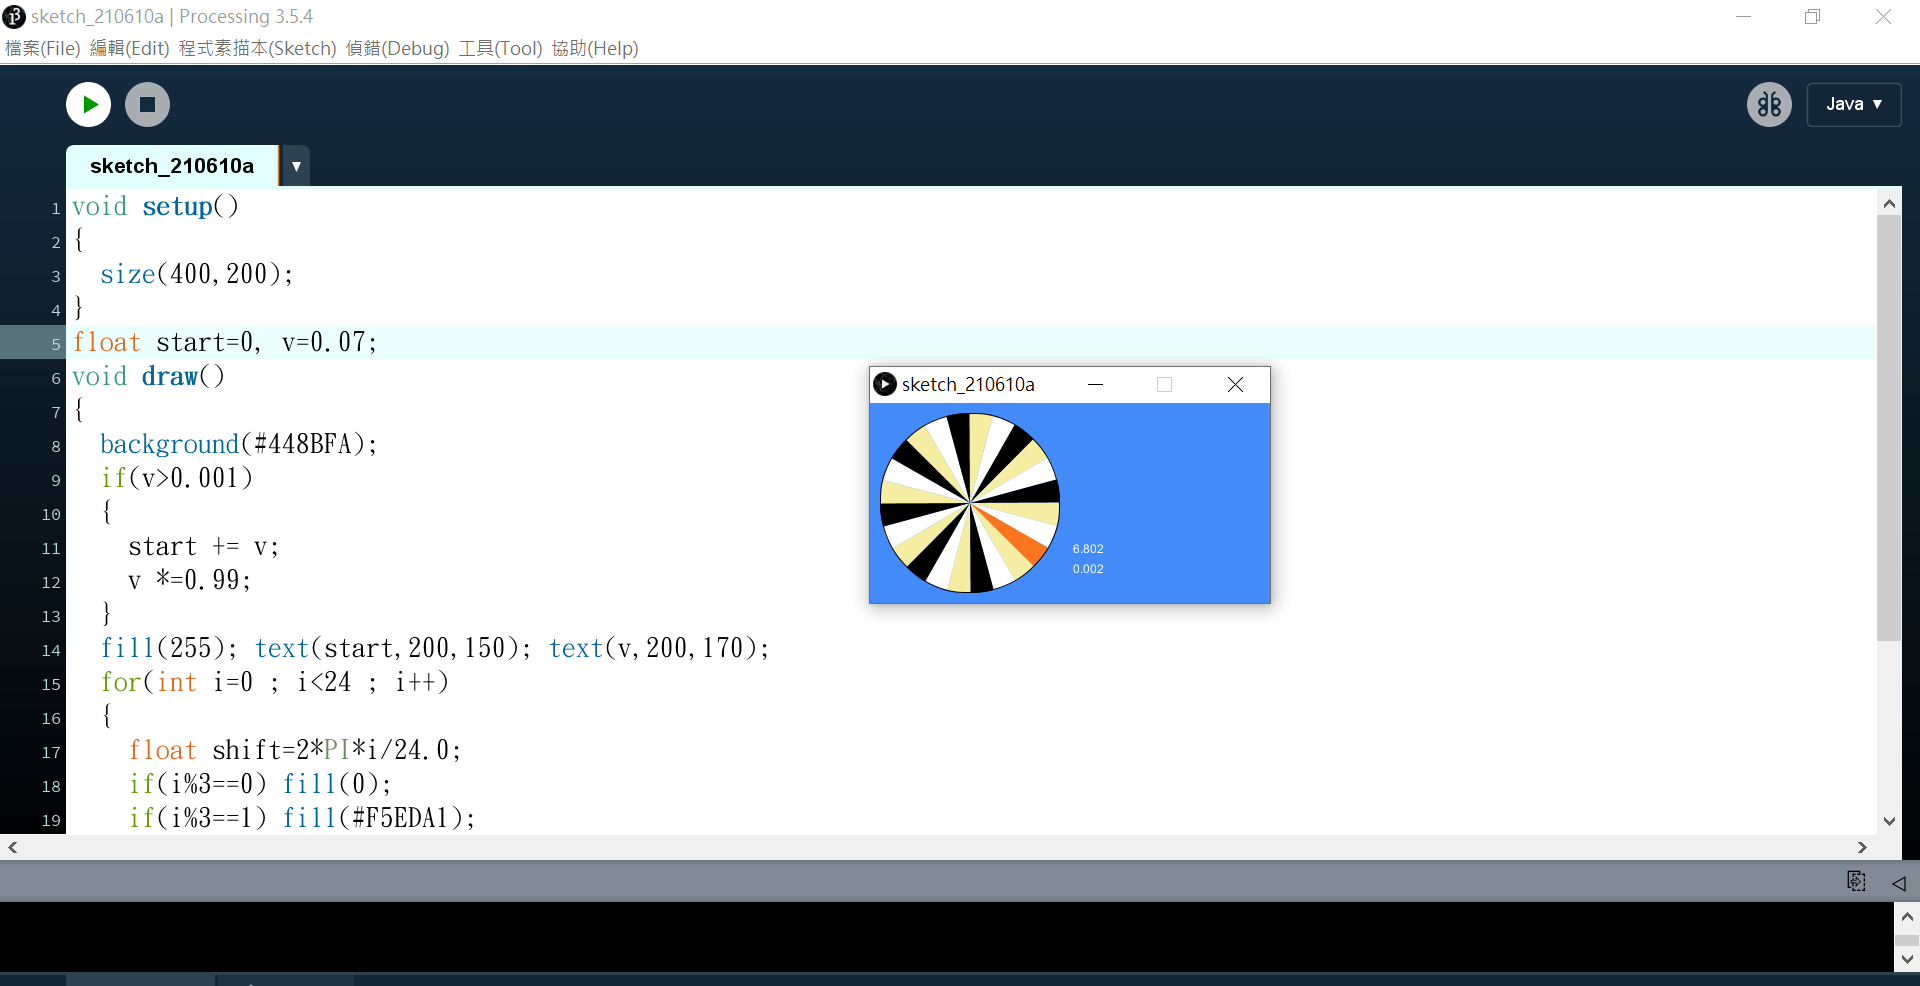 sketch_210610a | Processing 3.5.4
檔案(File) 編輯(Edit) 程式素描本(Sketch) 偵錯(Debug) 工具(Tool) 協助(Help)
Java ▼
sketch_210610a ▼
1 void setup()
2 {
3 size(400,200);
4 }
5 float start=0, v=0.07;
6 void draw()
7 {
8 background(#448BFA);
9 if(v>0.001)
10 {
11 start += v;
12 v *=0.99;
13 }
14 fill(255); text(start,200,150); text(v,200,170);
15 for(int i=0 ; i<24 ; i++)
16 {
17 float shift=2*PI*i/24.0;
18 if(i%3==0) fill(0);
19 if(i%3==1) fill(#F5EDA1);
sketch_210610a
6.802
0.002